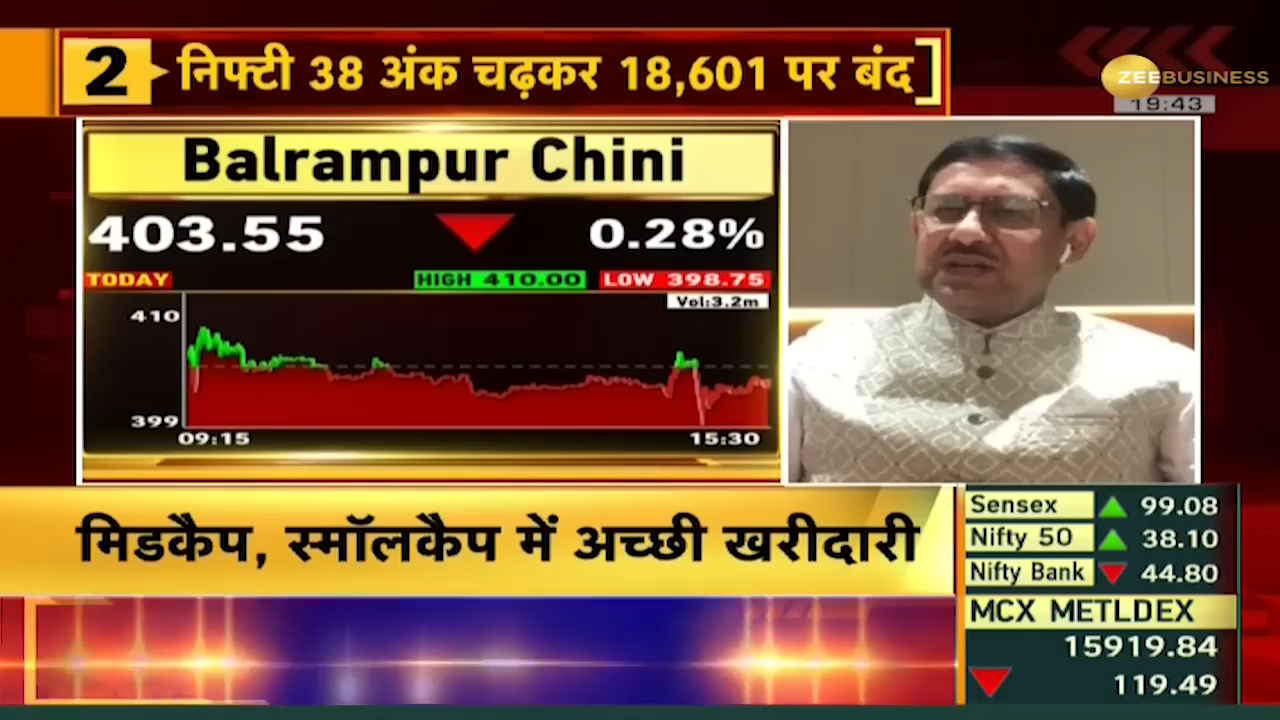 2 निफ्टी 38 अंक चढ़कर 18,601 पर बंद
ZEEBUSINESS
19:43
Balrampur Chini
403.55 0.28%
TODAY HIGH 410.00 LOW 398.75
Vol:3.2m
410
399
09:15 15:30
मिडकैप, स्मॉलकैप में अच्छी खरीदारी
Sensex 99.08
Nifty 50 38.10
Nifty Bank 44.80
MCX METLDEX
15919.84
119.49